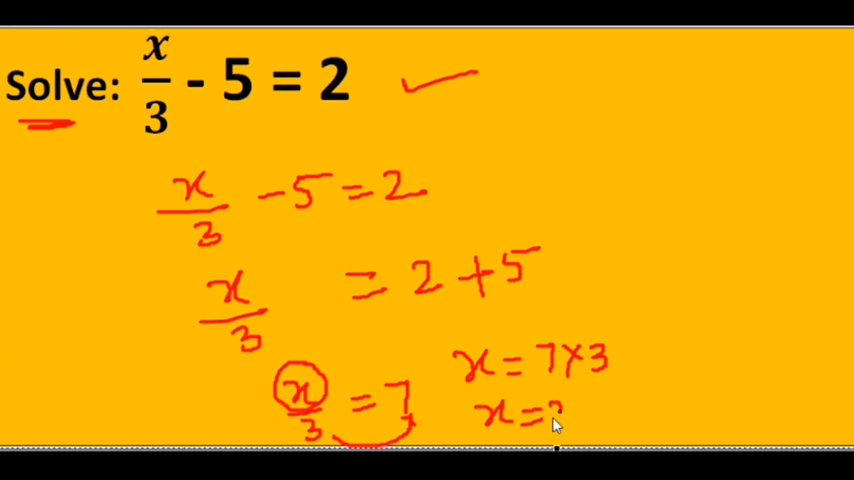 Solve: x/3 - 5 = 2
x/3 - 5 = 2
x/3 = 2 + 5
x/3 = 7
x = 7 × 3
x =